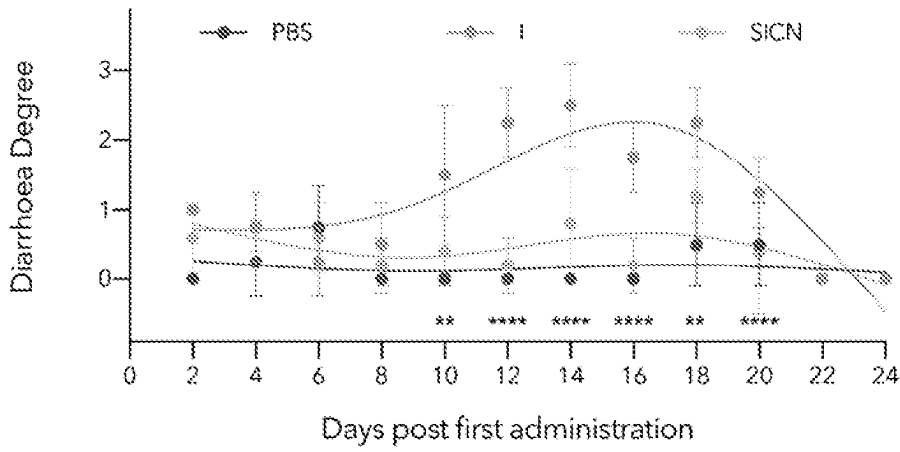 PBS I SICN
Diarrhoea Degree
3
2
1
0
** **** **** **** ** ****
0 2 4 6 8 10 12 14 16 18 20 22 24
Days post first administration